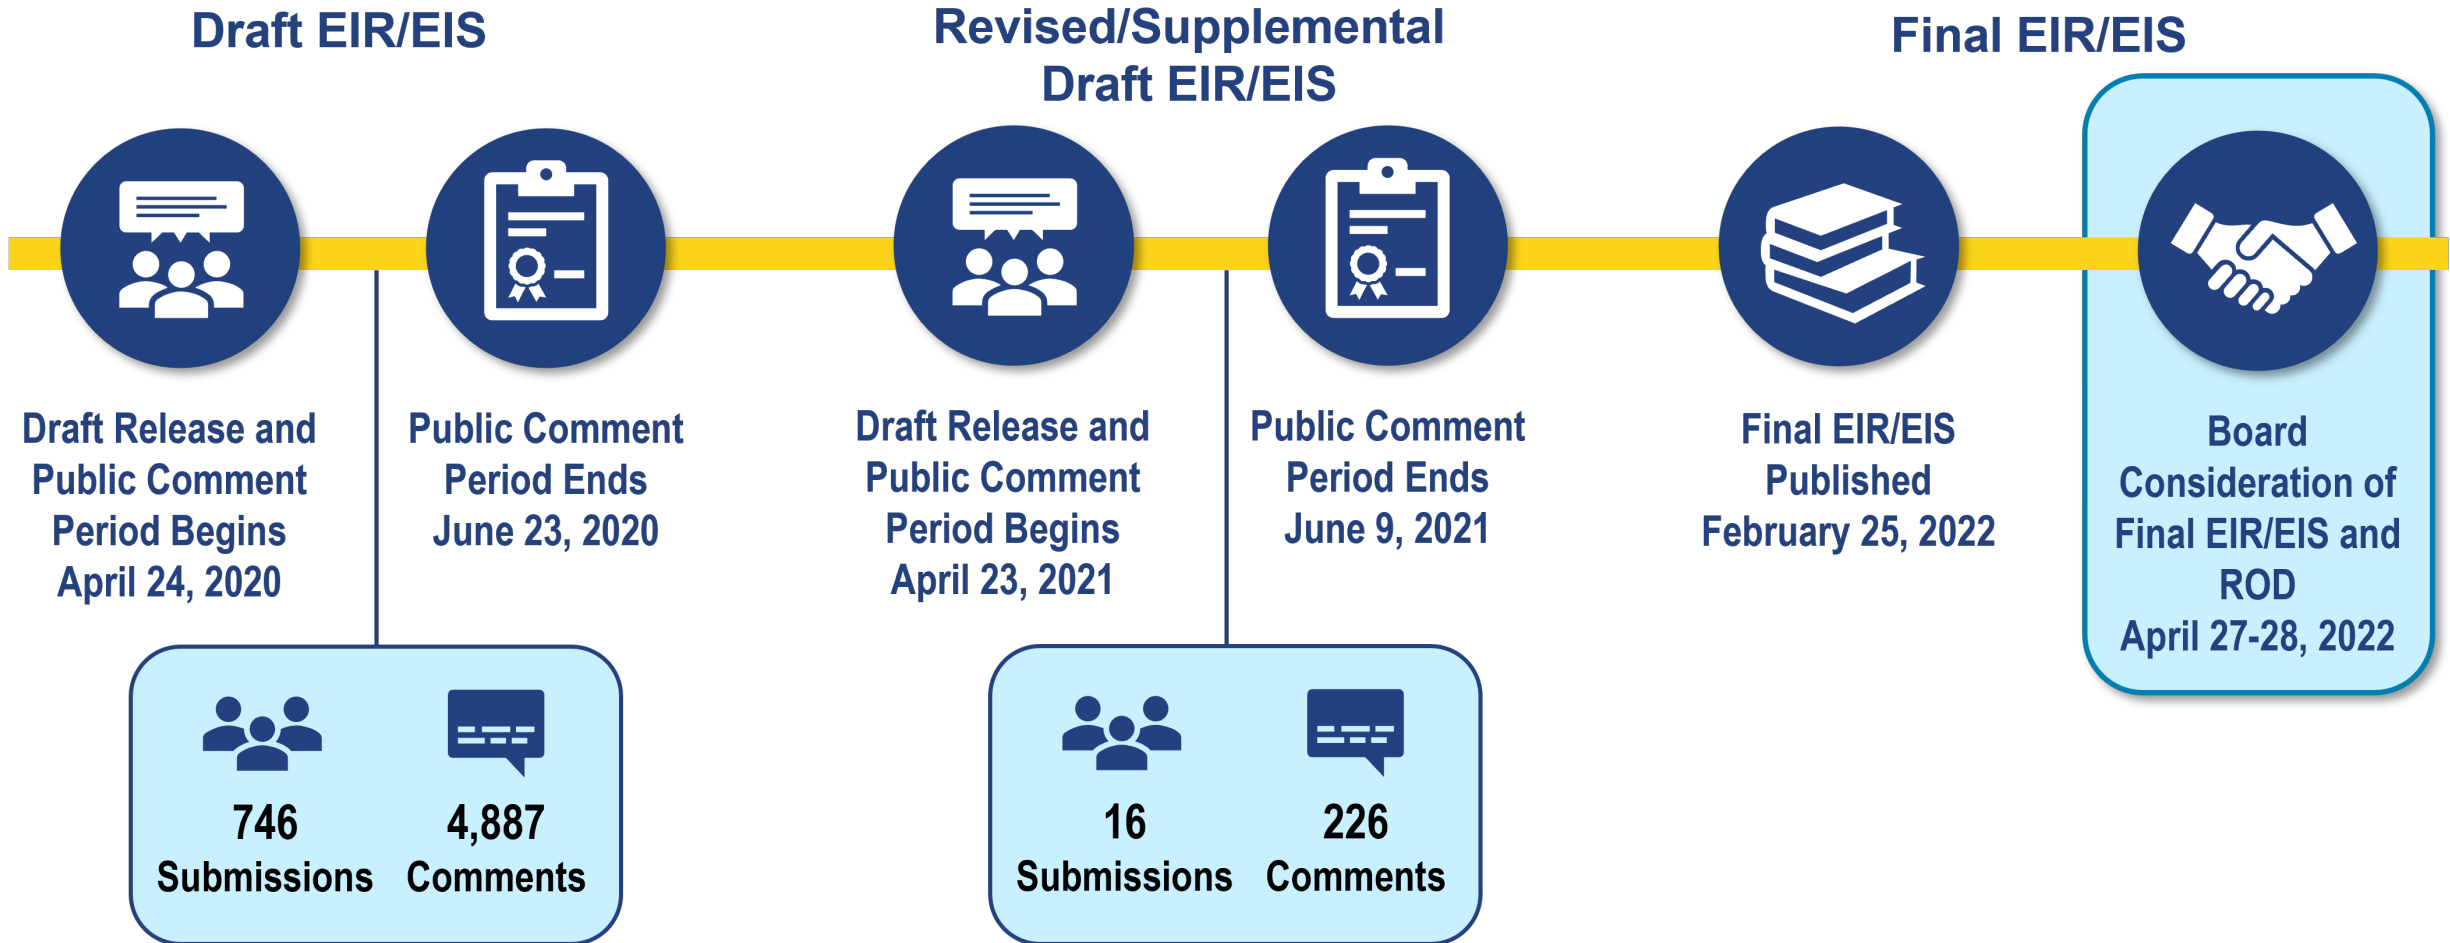 Draft EIR/EIS
Revised/Supplemental
Draft EIR/EIS
Final EIR/EIS
Draft Release and
Public Comment
Period Begins
April 24, 2020
Public Comment
Period Ends
June 23, 2020
Draft Release and
Public Comment
Period Begins
April 23, 2021
Public Comment
Period Ends
June 9, 2021
Final EIR/EIS
Published
February 25, 2022
Board
Consideration of
Final EIR/EIS and
ROD
April 27-28, 2022
746
Submissions
4,887
Comments
16
Submissions
226
Comments